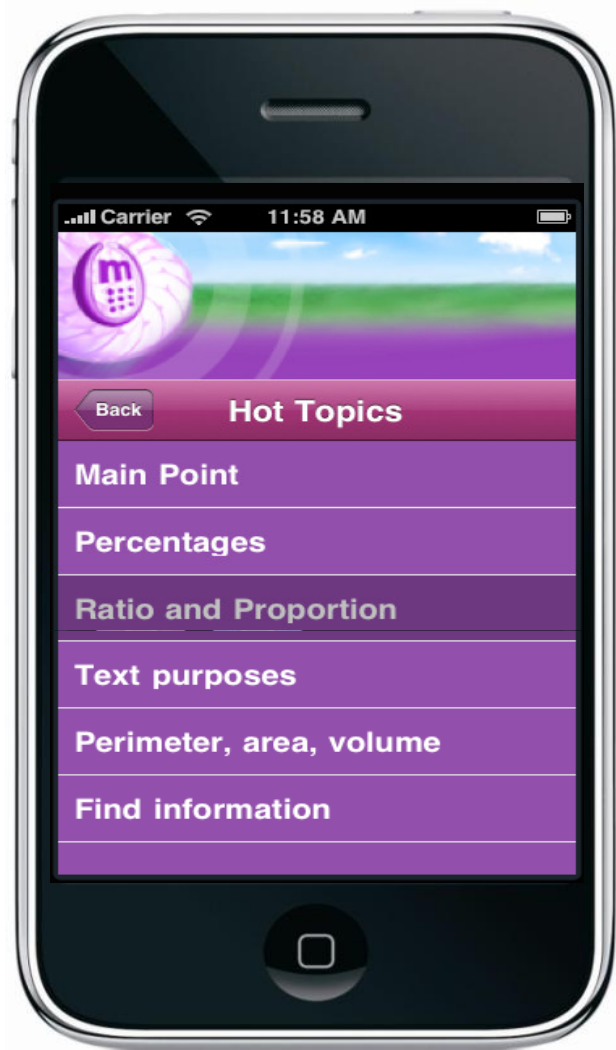 Carrier 11:58 AM
m
Back Hot Topics
Main Point
Percentages
Ratio and Proportion
Text purposes
Perimeter, area, volume
Find information